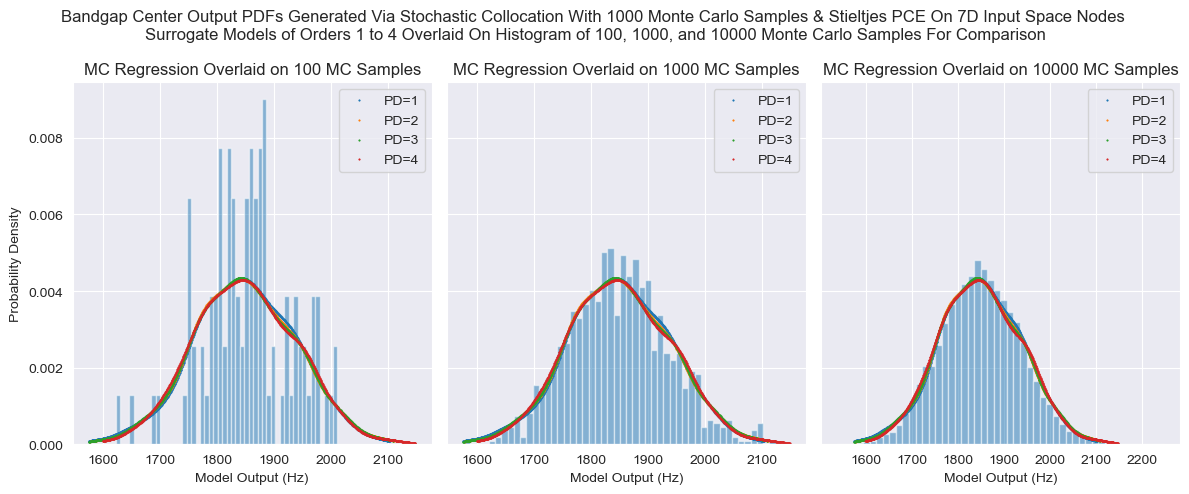 Bandgap Center Output PDFs Generated Via Stochastic Collocation With 1000 Monte Carlo Samples & Stieltjes PCE On 7D Input Space Nodes
Surrogate Models of Orders 1 to 4 Overlaid On Histogram of 100, 1000, and 10000 Monte Carlo Samples For Comparison
MC Regression Overlaid on 100 MC Samples
PD=1
PD=2
PD=3
PD=4
0.008
0.006
0.004
0.002
0.000
Probability Density
1600 1700 1800 1900 2000 2100
Model Output (Hz)
MC Regression Overlaid on 1000 MC Samples
PD=1
PD=2
PD=3
PD=4
1600 1700 1800 1900 2000 2100
Model Output (Hz)
MC Regression Overlaid on 10000 MC Samples
PD=1
PD=2
PD=3
PD=4
1600 1700 1800 1900 2000 2100 2200
Model Output (Hz)